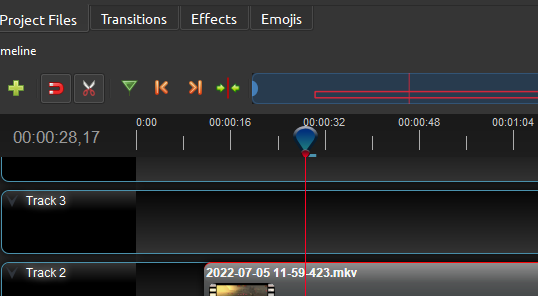 Project Files Transitions Effects Emojis
meline
00:00:28,17 0:00 00:00:16 00:00:32 00:00:48 00:01:04
Track 3
Track 2 2022-07-05 11-59-423.mkv